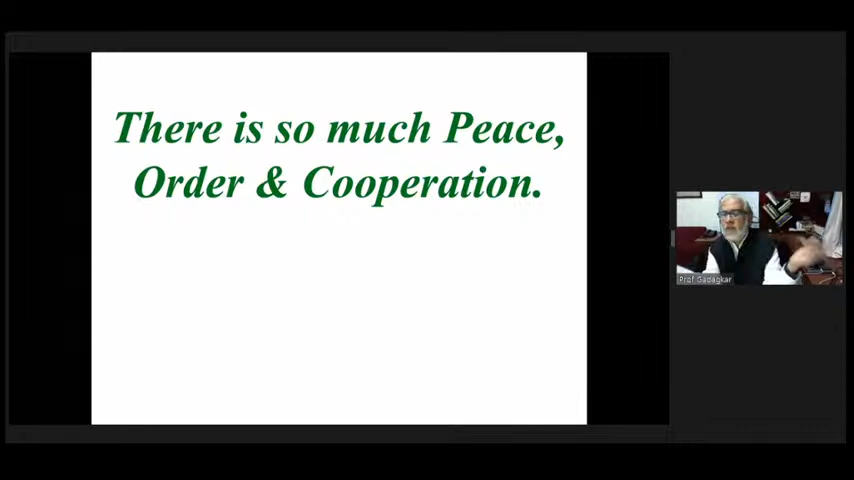 There is so much Peace,
Order & Cooperation.
Prof Gadagkar